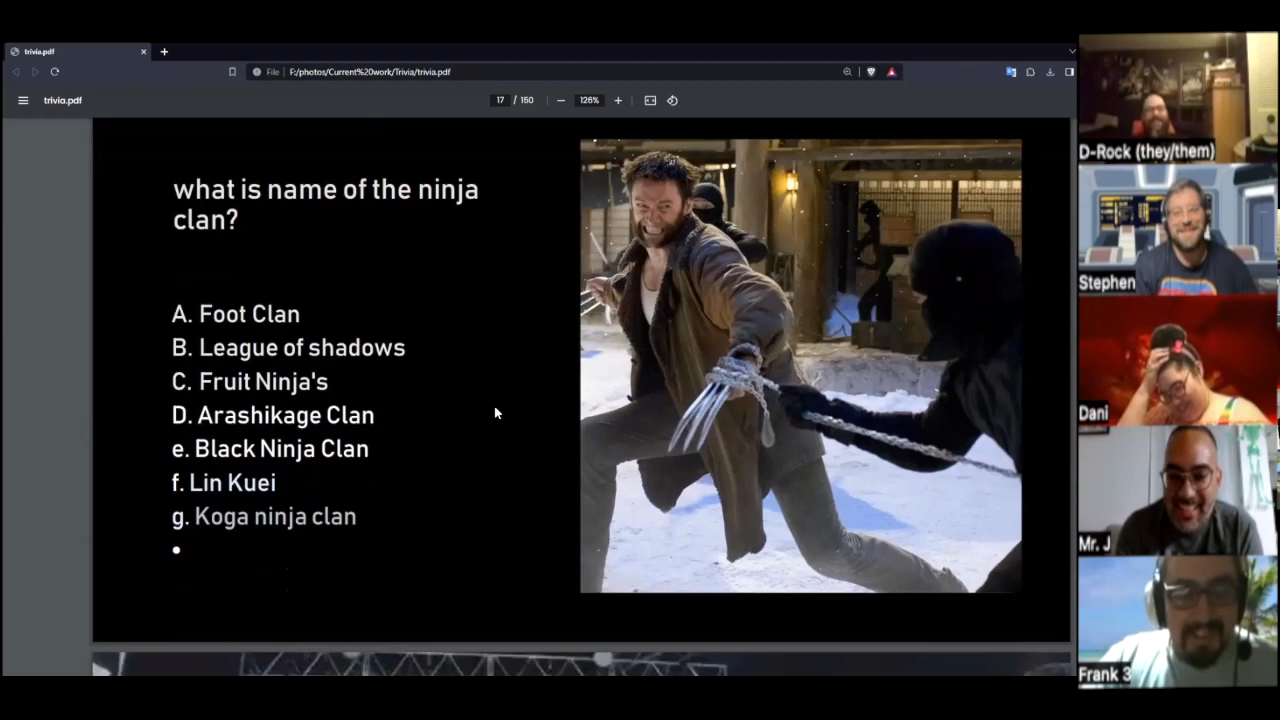 trivia.pdf
File F:/photos/Current%20work/Trivia/trivia.pdf
trivia.pdf
17 / 150
126%
what is name of the ninja
clan?
A. Foot Clan
B. League of shadows
C. Fruit Ninja's
D. Arashikage Clan
e. Black Ninja Clan
f. Lin Kuei
g. Koga ninja clan
D-Rock (they/them)
Stephen
Dani
Mr. J
Frank 3